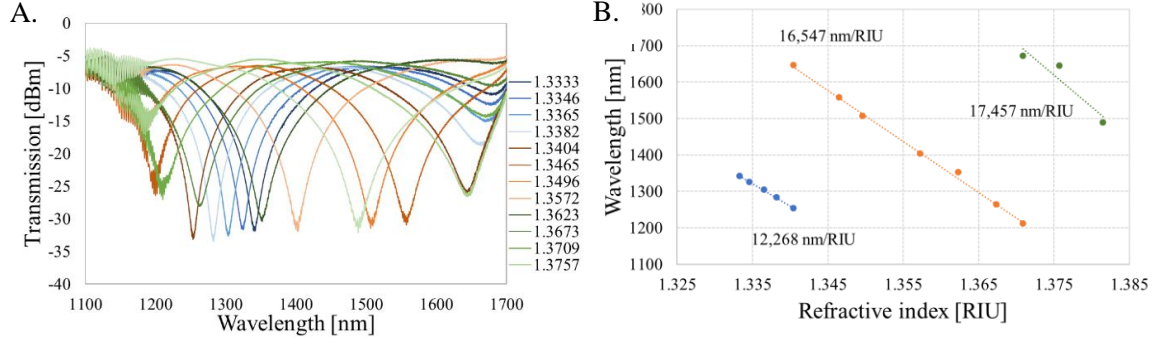 A.
B.
Transmission [dBm]
0
-5
-10
-15
-20
-25
-30
-35
-40
1100 1200 1300 1400 1500 1600 1700
Wavelength [nm]
1.3333
1.3346
1.3365
1.3382
1.3404
1.3465
1.3496
1.3572
1.3623
1.3673
1.3709
1.3757
Wavelength [nm]
1600
1500
1400
1300
1200
1100
16,547 nm/RIU
17,457 nm/RIU
12,268 nm/RIU
1.325 1.335 1.345 1.355 1.365 1.375 1.385
Refractive index [RIU]